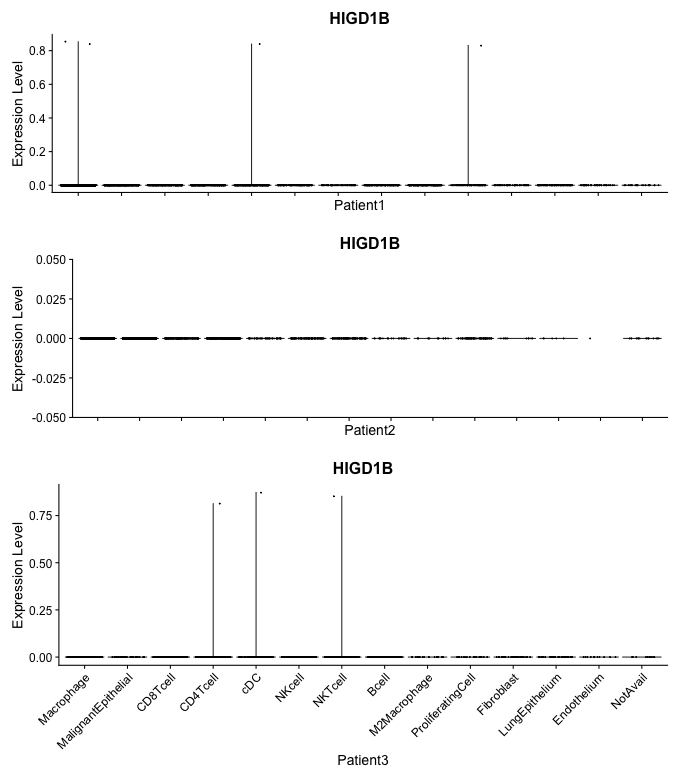 HIGD1B
Expression Level
0.8
0.6
0.4
0.2
0.0
Patient1
HIGD1B
Expression Level
0.050
0.025
0.000
-0.025
-0.050
Patient2
HIGD1B
Expression Level
0.75
0.50
0.25
0.00
Macrophage
MalignantEpithelial
CD8Tcell
CD4Tcell
cDC
NKcell
NKTcell
Bcell
M2Macrophage
ProliferatingCell
Fibroblast
LungEpithelium
Endothelium
NotAvail
Patient3